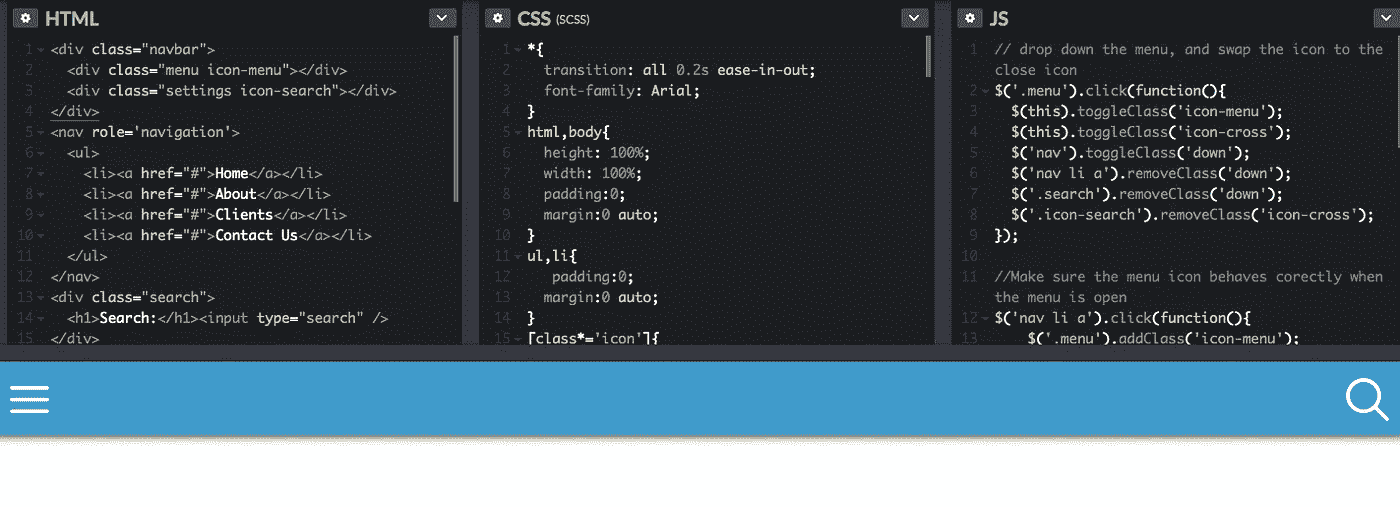 HTML
1 <div class="navbar">
2 <div class="menu icon-menu"></div>
3 <div class="settings icon-search"></div>
4 </div>
5 <nav role='navigation'>
6 <ul>
7 <li><a href="#">Home</a></li>
8 <li><a href="#">About</a></li>
9 <li><a href="#">Clients</a></li>
10 <li><a href="#">Contact Us</a></li>
11 </ul>
12 </nav>
13 <div class="search">
14 <h1>Search:</h1><input type="search" />
15 </div>
CSS (SCSS)
1 *{
2 transition: all 0.2s ease-in-out;
3 font-family: Arial;
4 }
5 html,body{
6 height: 100%;
7 width: 100%;
8 padding:0;
9 margin:0 auto;
10 }
11 ul,li{
12 padding:0;
13 margin:0 auto;
14 }
15 [class*='icon']{
JS
1 // drop down the menu, and swap the icon to the
close icon
2 $('.menu').click(function(){
3 $(this).toggleClass('icon-menu');
4 $(this).toggleClass('icon-cross');
5 $('nav').toggleClass('down');
6 $('nav li a').removeClass('down');
7 $('.search').removeClass('down');
8 $('.icon-search').removeClass('icon-cross');
9 });
10
11 //Make sure the menu icon behaves corectly when
the menu is open
12 $('nav li a').click(function(){
13 $('.menu').addClass('icon-menu');